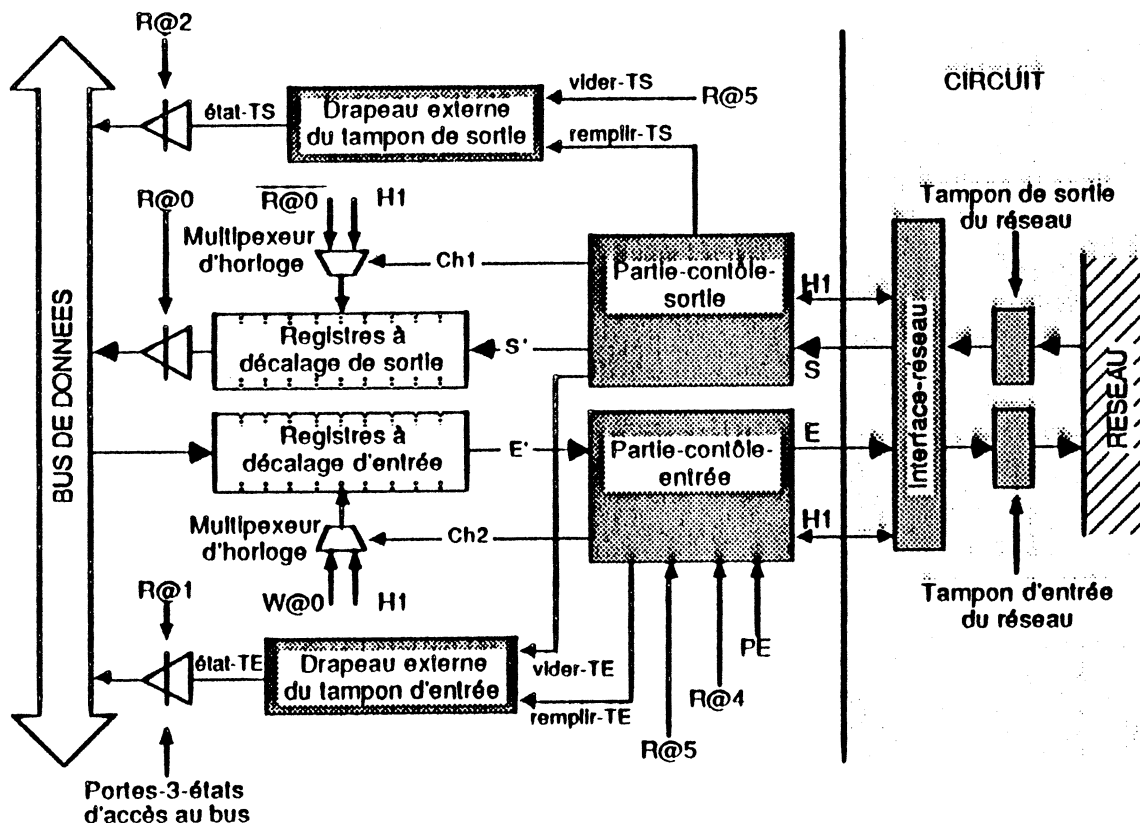 R@2
CIRCUIT
vider-TS
R@5
état-TS
Drapeau externe
du tampon de sortie
remplir-TS
R@0
R@0
H1
Tampon de sortie
du réseau
Multipexeur
d'horloge
Ch1
Partie-contôle-
sortie
H1
BUS DE DONNEES
Registres à
décalage de sortie
S'
S
Interface-reseau
RESEAU
Registres à
décalage d'entrée
E'
Partie-contôle-
entrée
E
Multipexeur
d'horloge
Ch2
H1
R@1
W@0
H1
Tampon d'entrée
du réseau
état-TE
Drapeau externe
du tampon d'entrée
vider-TE
remplir-TE
PE
R@4
R@5
Portes-3-états
d'accès au bus